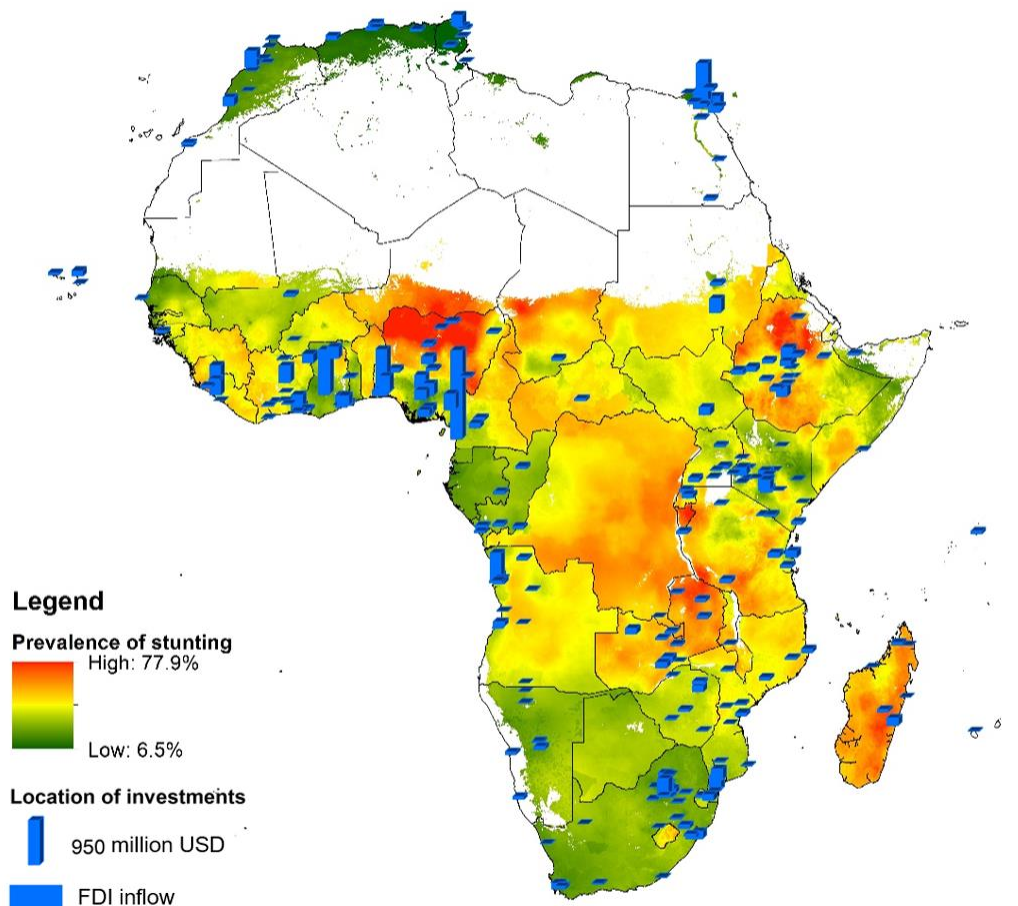 Legend
Prevalence of stunting
High: 77.9%
Low: 6.5%
Location of investments
950 million USD
FDI inflow